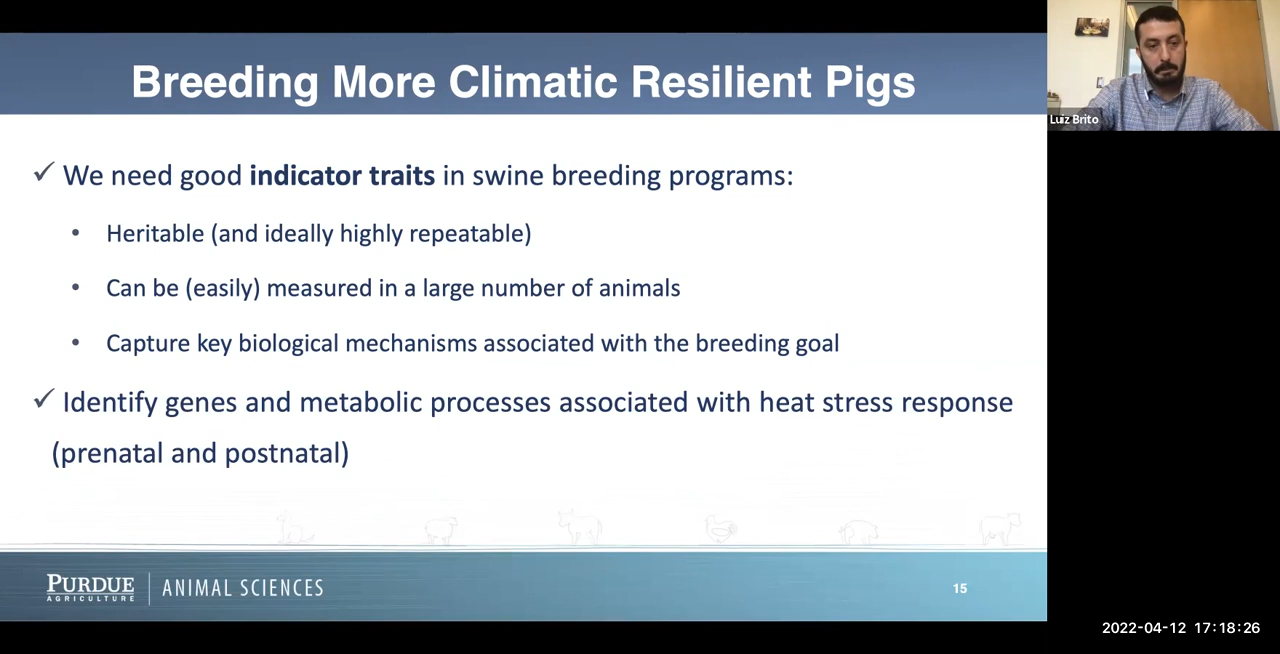 Breeding More Climatic Resilient Pigs
Luiz Brito
✓ We need good indicator traits in swine breeding programs:
• Heritable (and ideally highly repeatable)
• Can be (easily) measured in a large number of animals
• Capture key biological mechanisms associated with the breeding goal
✓ Identify genes and metabolic processes associated with heat stress response
(prenatal and postnatal)
PURDUE
AGRICULTURE
ANIMAL SCIENCES
15
2022-04-12 17:18:26